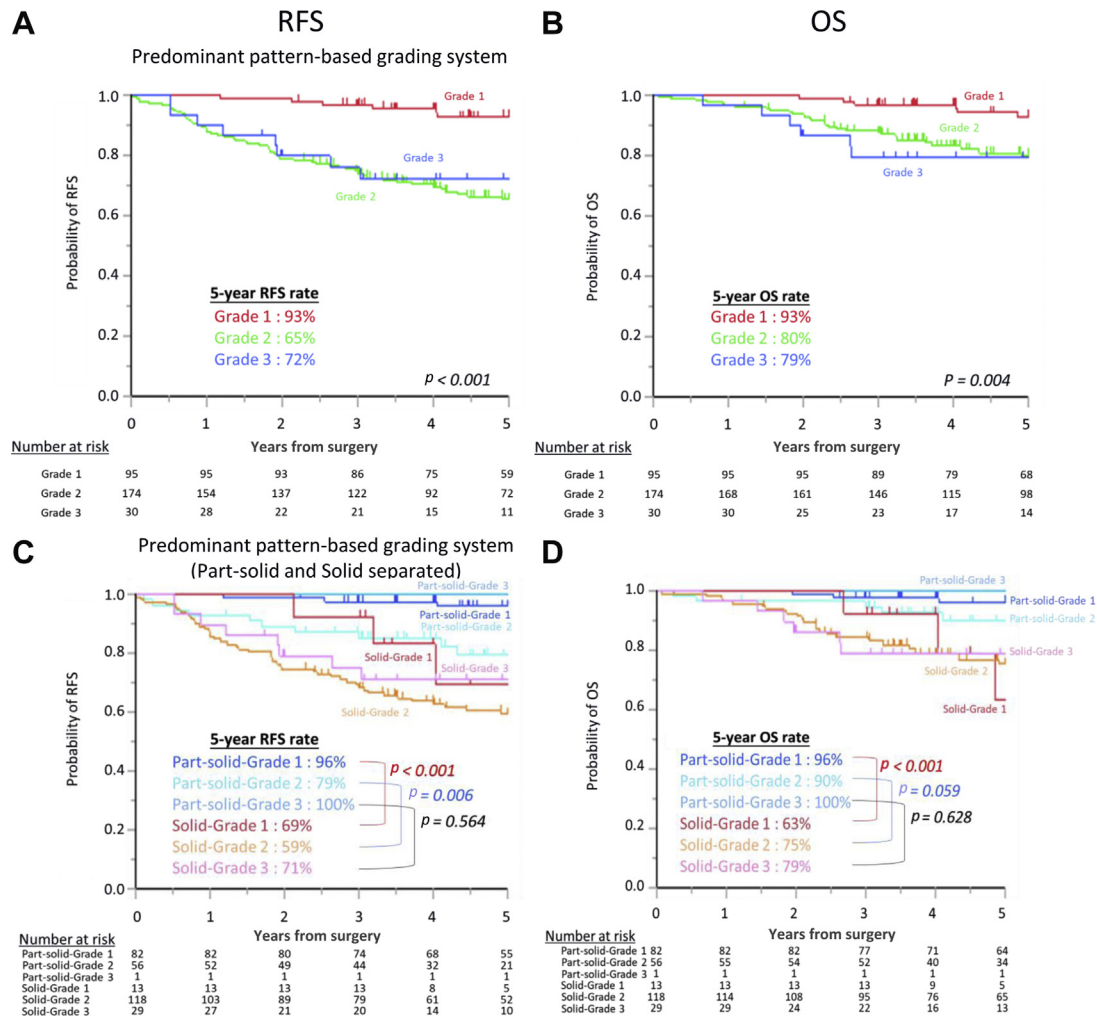 A
RFS
Predominant pattern-based grading system
1.0
0.8
0.6
0.4
0.2
0.0
Probability of RFS
Grade 1
Grade 3
Grade 2
5-year RFS rate
Grade 1 : 93%
Grade 2 : 65%
Grade 3 : 72%
p < 0.001
0 1 2 3 4 5
Years from surgery
Number at risk
Grade 1 95 95 93 86 75 59
Grade 2 174 154 137 122 92 72
Grade 3 30 28 22 21 15 11
B
OS
1.0
0.8
0.6
0.4
0.2
0.0
Probability of OS
Grade 1
Grade 2
Grade 3
5-year OS rate
Grade 1 : 93%
Grade 2 : 80%
Grade 3 : 79%
P = 0.004
0 1 2 3 4 5
Years from surgery
Number at risk
Grade 1 95 95 95 89 79 68
Grade 2 174 168 161 146 115 98
Grade 3 30 30 25 23 17 14
C
Predominant pattern-based grading system
(Part-solid and Solid separated)
1.0
0.8
0.6
0.4
0.2
0.0
Probability of RFS
Part-solid-Grade 3
Part-solid-Grade 1
Part-solid-Grade 2
Solid-Grade 1
Solid-Grade 3
Solid-Grade 2
5-year RFS rate
Part-solid-Grade 1 : 96%
Part-solid-Grade 2 : 79%
Part-solid-Grade 3 : 100%
Solid-Grade 1 : 69%
Solid-Grade 2 : 59%
Solid-Grade 3 : 71%
p < 0.001
p = 0.006
p = 0.564
0 1 2 3 4 5
Years from surgery
Number at risk
Part-solid-Grade 1 82 82 80 74 68 55
Part-solid-Grade 2 56 52 49 44 32 21
Part-solid-Grade 3 1 1 1 1 1 1
Solid-Grade 1 13 13 13 13 8 5
Solid-Grade 2 118 103 89 79 61 52
Solid-Grade 3 29 27 21 20 14 10
D
1.0
0.8
0.6
0.4
0.2
0.0
Probability of OS
Part-solid-Grade 3
Part-solid-Grade 1
Part-solid-Grade 2
Solid-Grade 3
Solid-Grade 2
Solid-Grade 1
5-year OS rate
Part-solid-Grade 1 : 96%
Part-solid-Grade 2 : 90%
Part-solid-Grade 3 : 100%
Solid-Grade 1 : 63%
Solid-Grade 2 : 75%
Solid-Grade 3 : 79%
p < 0.001
p = 0.059
p = 0.628
0 1 2 3 4 5
Years from surgery
Number at risk
Part-solid-Grade 1 82 82 82 77 71 64
Part-solid-Grade 2 56 55 54 52 40 34
Part-solid-Grade 3 1 1 1 1 1 1
Solid-Grade 1 13 13 13 13 9 5
Solid-Grade 2 118 114 108 95 76 65
Solid-Grade 3 29 29 24 22 16 13